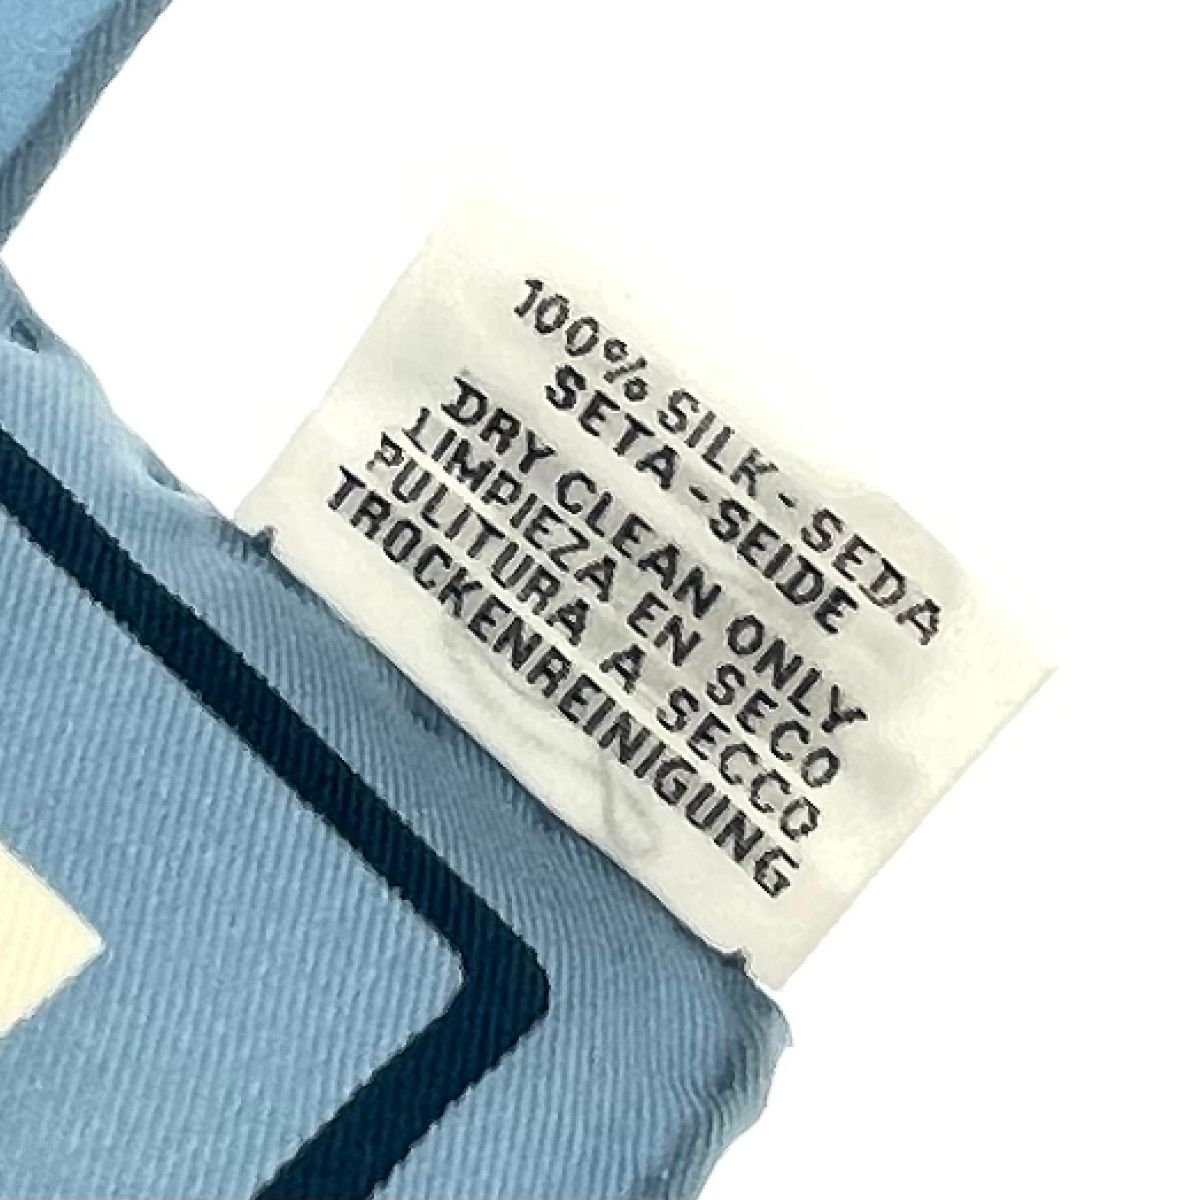 100% SILK - SEDA
SETA - SEIDE
DRY CLEAN ONLY
LIMPIEZA EN SECO
PULITURA A SECCO
TROCKENREINIGUNG